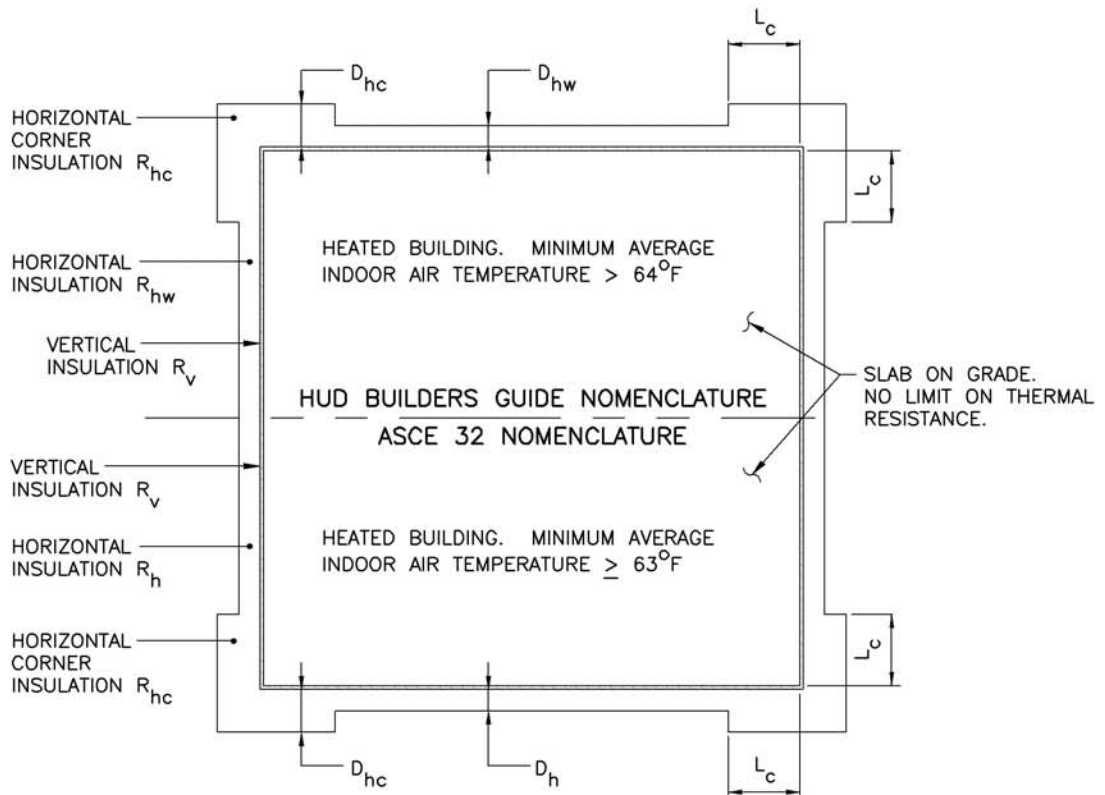 L_c
D_hc
D_hw
HORIZONTAL
CORNER
INSULATION R_hc
L_c
HEATED BUILDING. MINIMUM AVERAGE
INDOOR AIR TEMPERATURE > 64°F
HORIZONTAL
INSULATION R_hw
VERTICAL
INSULATION R_v
SLAB ON GRADE.
NO LIMIT ON THERMAL
RESISTANCE.
HUD BUILDERS GUIDE NOMENCLATURE
ASCE 32 NOMENCLATURE
VERTICAL
INSULATION R_v
HORIZONTAL
INSULATION R_h
HEATED BUILDING. MINIMUM AVERAGE
INDOOR AIR TEMPERATURE ≥ 63°F
HORIZONTAL
CORNER
INSULATION R_hc
L_c
D_hc
D_h
L_c